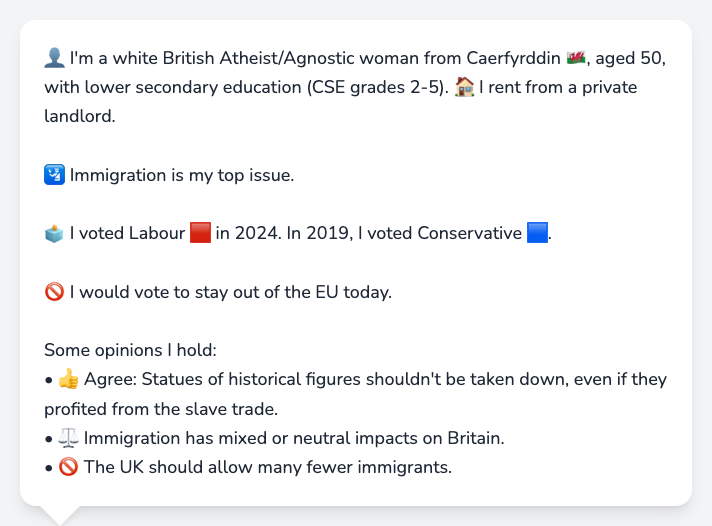 👤 I'm a white British Atheist/Agnostic woman from Caerfyrddin 🏴󠁧󠁢󠁷󠁬󠁳󠁿, aged 50,
with lower secondary education (CSE grades 2-5). 🏠 I rent from a private
landlord.
🛂 Immigration is my top issue.
🗳️ I voted Labour 🟥 in 2024. In 2019, I voted Conservative 🟦.
🚫 I would vote to stay out of the EU today.
Some opinions I hold:
• 👍 Agree: Statues of historical figures shouldn't be taken down, even if they
profited from the slave trade.
• ⚖️ Immigration has mixed or neutral impacts on Britain.
• 🚫 The UK should allow many fewer immigrants.